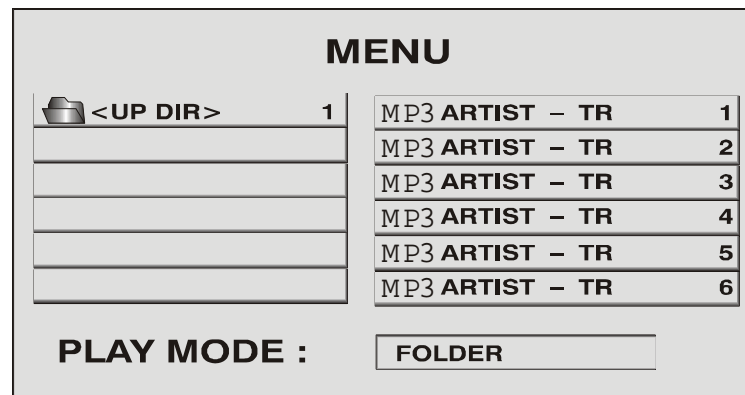 MENU
<UP DIR> 1
MP3 ARTIST – TR 1
MP3 ARTIST – TR 2
MP3 ARTIST – TR 3
MP3 ARTIST – TR 4
MP3 ARTIST – TR 5
MP3 ARTIST – TR 6
PLAY MODE : FOLDER